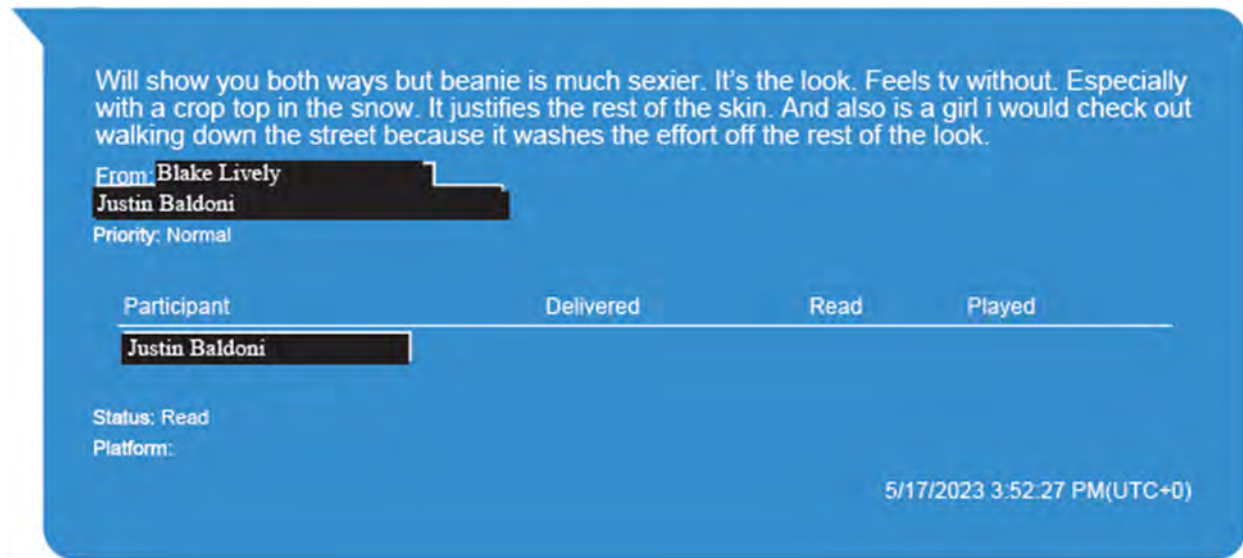 Will show you both ways but beanie is much sexier. It's the look. Feels tv without. Especially
with a crop top in the snow. It justifies the rest of the skin. And also is a girl i would check out
walking down the street because it washes the effort off the rest of the look.
From: Blake Lively
Justin Baldoni
Priority: Normal
Participant Delivered Read Played
Justin Baldoni
Status: Read
Platform:
5/17/2023 3:52:27 PM(UTC+0)